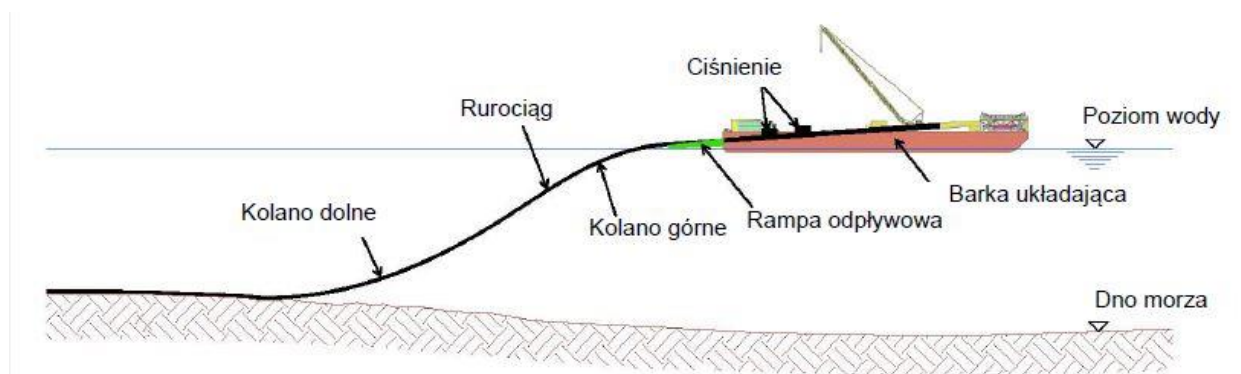 Ciśnienie
Rurociąg
Poziom wody
Kolano dolne
Kolano górne
Rampa odpływowa
Barka układająca
Dno morza